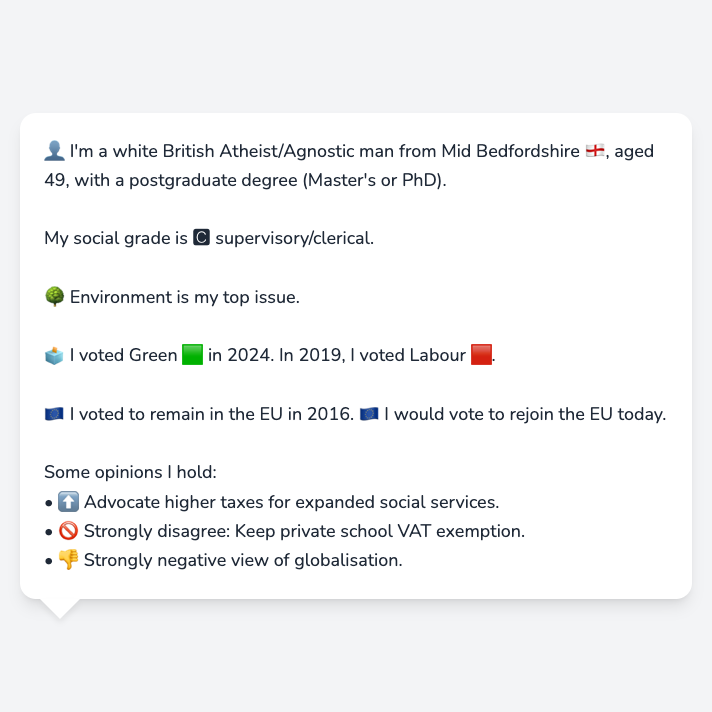 👤 I'm a white British Atheist/Agnostic man from Mid Bedfordshire 🏴󠁧󠁢󠁥󠁮󠁧󠁿, aged
49, with a postgraduate degree (Master's or PhD).
My social grade is 🅲 supervisory/clerical.
🌳 Environment is my top issue.
🗳️ I voted Green 🟩 in 2024. In 2019, I voted Labour 🟥.
🇪🇺 I voted to remain in the EU in 2016. 🇪🇺 I would vote to rejoin the EU today.
Some opinions I hold:
• ⬆️ Advocate higher taxes for expanded social services.
• 🚫 Strongly disagree: Keep private school VAT exemption.
• 👎 Strongly negative view of globalisation.